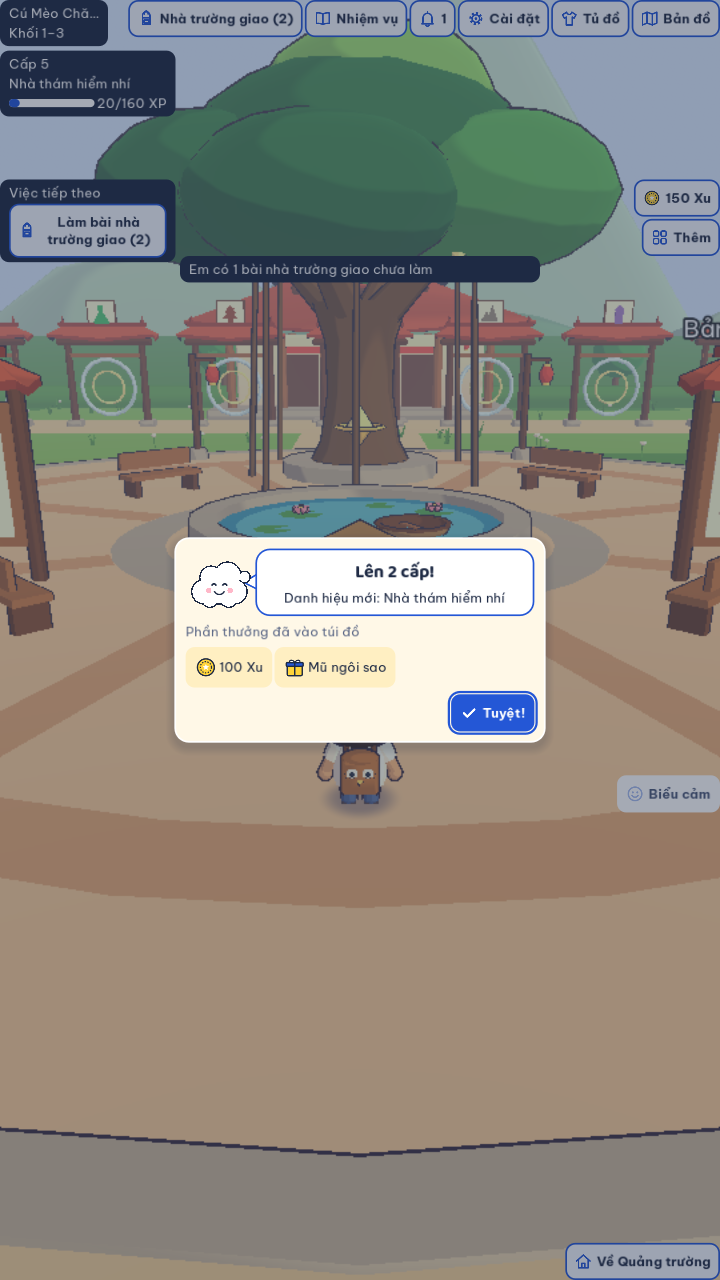 Cú Mèo Chă...
Khối 1-3
Nhà trường giao (2)
Nhiệm vụ
1
Cài đặt
Tủ đồ
Bản đồ
Cấp 5
Nhà thám hiểm nhí
20/160 XP
Việc tiếp theo
Làm bài nhà
trường giao (2)
150 Xu
Thêm
Em có 1 bài nhà trường giao chưa làm
Lên 2 cấp!
Danh hiệu mới: Nhà thám hiểm nhí
Phần thưởng đã vào túi đồ
100 Xu
Mũ ngôi sao
Tuyệt!
Biểu cảm
Về Quảng trường